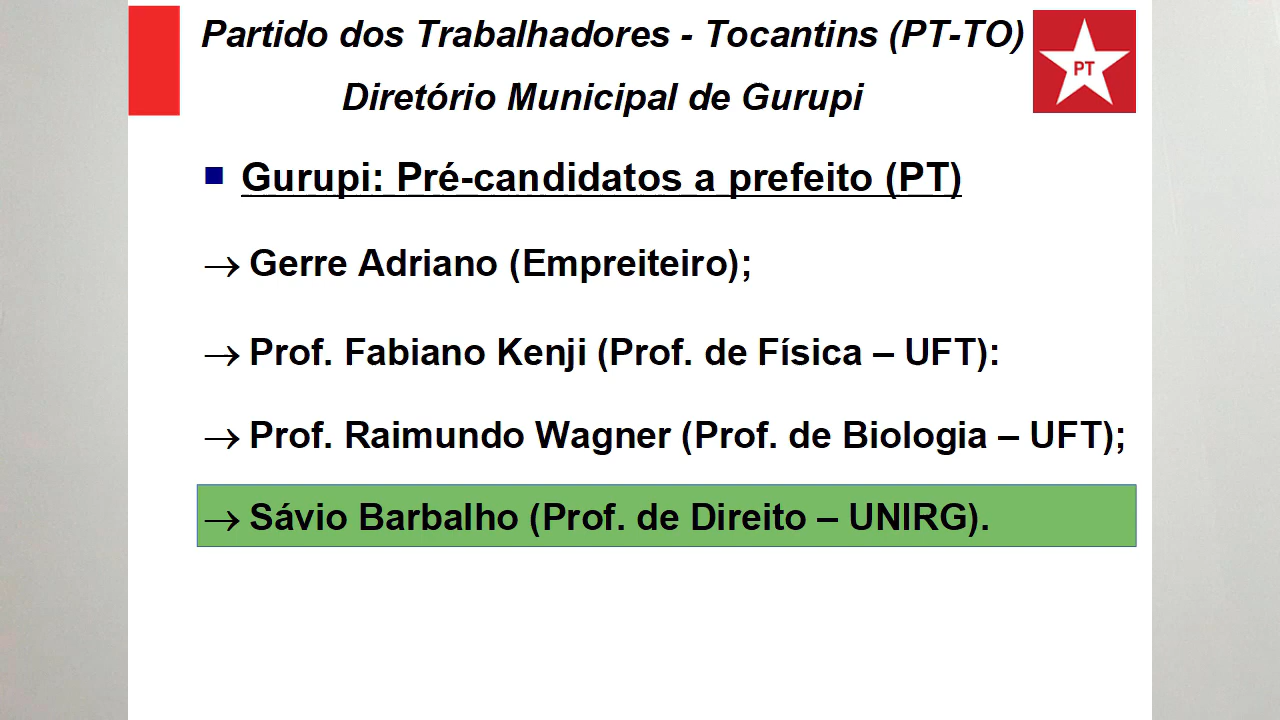 Partido dos Trabalhadores - Tocantins (PT-TO)
PT
Diretório Municipal de Gurupi
Gurupi: Pré-candidatos a prefeito (PT)
→ Gerre Adriano (Empreiteiro);
→ Prof. Fabiano Kenji (Prof. de Física – UFT):
→ Prof. Raimundo Wagner (Prof. de Biologia – UFT);
→ Sávio Barbalho (Prof. de Direito – UNIRG).